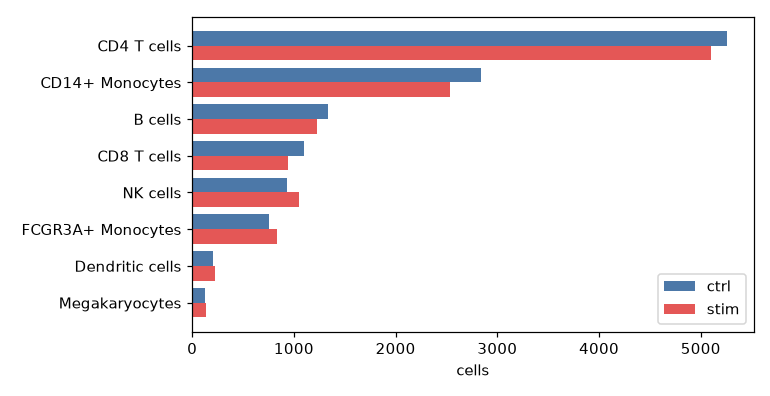 CD4 T cells
CD14+ Monocytes
B cells
CD8 T cells
NK cells
FCGR3A+ Monocytes
Dendritic cells
Megakaryocytes
ctrl
stim
0 1000 2000 3000 4000 5000
cells